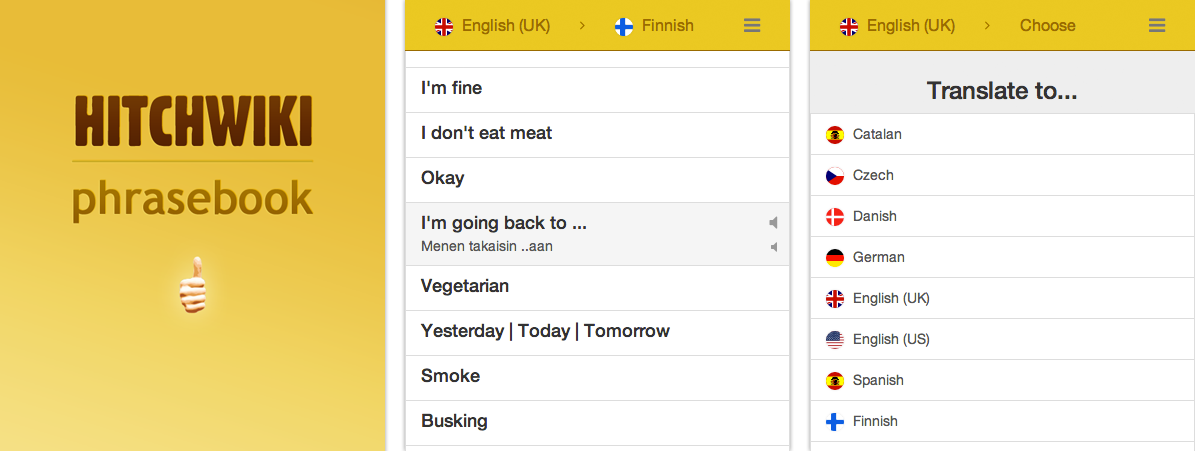 HITCHWIKI
phrasebook
English (UK) > Finnish
I'm fine
I don't eat meat
Okay
I'm going back to ...
Menen takaisin ..aan
Vegetarian
Yesterday | Today | Tomorrow
Smoke
Busking
English (UK) > Choose
Translate to...
Catalan
Czech
Danish
German
English (UK)
English (US)
Spanish
Finnish